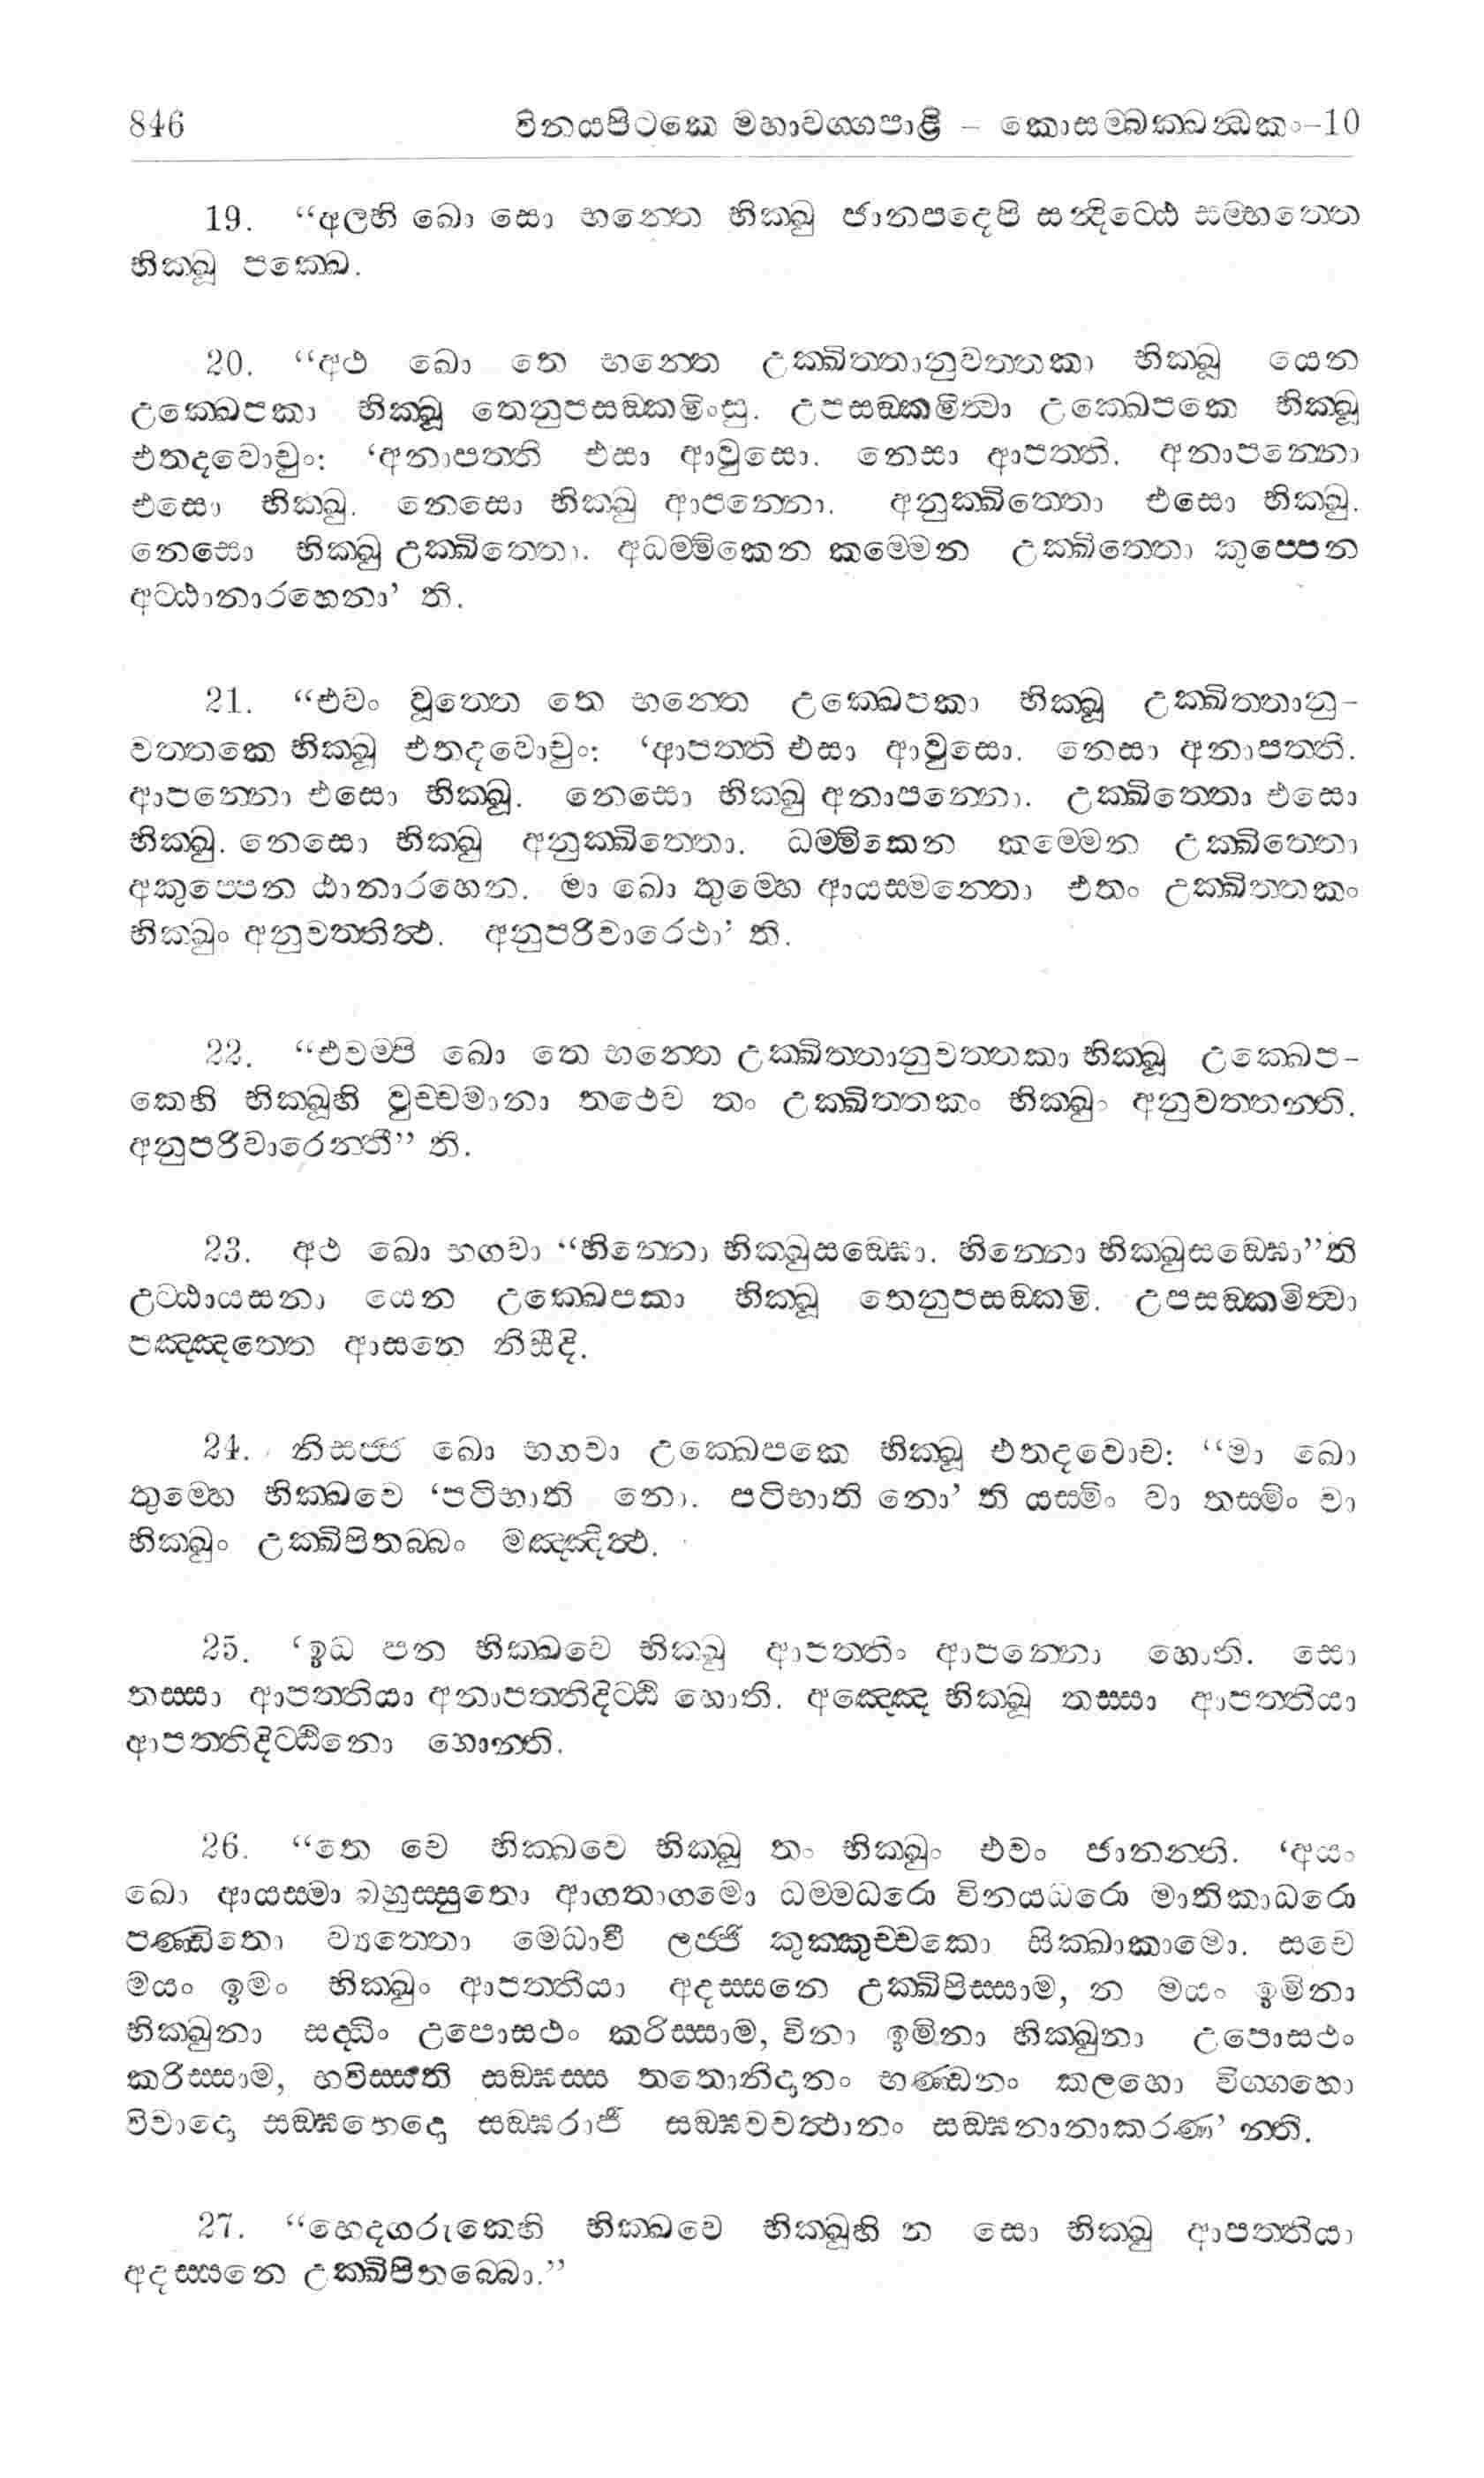 846 විනයපිටකෙ මහාවග්ගපාළි – කොසම්බක්ඛන්ධකං–10
19. “අලභි ඛො සො භන්තෙ භික්ඛු ජානපදෙපි සන්දිට්ඨෙ සම්භත්තෙ
භික්ඛූ පක්ඛෙ.
20. “අථ ඛො තෙ භන්තෙ උක්ඛිත්තානුවත්තකා භික්ඛූ යෙන
උක්ඛෙපකා භික්ඛූ තෙනුපසඞ්කමිංසු. උපසඞ්කමිත්වා උක්ඛෙපකෙ භික්ඛූ
එතදවොචුං: ‘අනාපත්ති එසා ආවුසො. නෙසා ආපත්ති. අනාපන්නො
එසො භික්ඛු. නෙසො භික්ඛු ආපන්නො. අනුක්ඛිත්තො එසො භික්ඛු.
නෙසො භික්ඛු උක්ඛිත්තො. අධම්මිකෙන කම්මෙන උක්ඛිත්තො කුප්පෙන
අට්ඨානාරහෙනා’ ති.
21. “එවං වූත්තෙ තෙ භන්තෙ උක්ඛෙපකා භික්ඛූ උක්ඛිත්තානු-
වත්තකෙ භික්ඛූ එතදවොචුං: ‘ආපත්ති එසා ආවුසො. නෙසා අනාපත්ති.
ආපන්නො එසො භික්ඛූ. නෙසො භික්ඛු අනාපන්නො. උක්ඛිත්තො එසො
භික්ඛු. නෙසො භික්ඛු අනුක්ඛිත්තො. ධම්මිකෙන කම්මෙන උක්ඛිත්තො
අකුප්පෙන ඨානාරහෙන. මා ඛො තුම්හෙ ආයස්මන්තො එතං උක්ඛිත්තකං
භික්ඛුං අනුවත්තිත්ථ. අනුපරිවාරෙථා’ ති.
22. “එවම්පි ඛො තෙ භන්තෙ උක්ඛිත්තානුවත්තකා භික්ඛූ උක්ඛෙප-
කෙහි භික්ඛූහි වුච්චමානා තථෙව තං උක්ඛිත්තකං භික්ඛුං අනුවත්තන්ති.
අනුපරිවාරෙන්තී” ති.
23. අථ ඛො භගවා “භින්නො භික්ඛුසඞ්ඝො. භින්නො භික්ඛුසඞ්ඝො”ති
උට්ඨායසනා යෙන උක්ඛෙපකා භික්ඛූ තෙනුපසඞ්කමි. උපසඞ්කමිත්වා
පඤ්ඤත්තෙ ආසනෙ නිසීදි.
24. නිසජ්ජ ඛො භගවා උක්ඛෙපකෙ භික්ඛූ එතදවොච: “මා ඛො
තුම්හෙ භික්ඛවෙ ‘පටිභාති නො. පටිභාති නො’ ති යස්මිං වා තස්මිං වා
භික්ඛුං උක්ඛිපිතබ්බං මඤ්ඤිත්ථ.
25. ‘ඉධ පන භික්ඛවෙ භික්ඛු ආපත්තිං ආපන්නො හොති. සො
තස්සා ආපත්තියා අනාපත්තිදිට්ඨි හොති. අඤ්ඤෙ භික්ඛූ තස්සා ආපත්තියා
ආපත්තිදිට්ඨිනො හොන්ති.
26. “තෙ චෙ භික්ඛවෙ භික්ඛූ තං භික්ඛුං එවං ජානන්ති. ‘අයං
ඛො ආයස්මා බහුස්සුතො ආගතාගමො ධම්මධරො විනයධරො මාතිකාධරො
පණ්ඩිතො ව්‍යත්තො මෙධාවී ලජ්ජි කුක්කුච්චකො සික්ඛාකාමො. සචෙ
මයං ඉමං භික්ඛුං ආපත්තියා අදස්සනෙ උක්ඛිපිස්සාම, න මයං ඉමිනා
භික්ඛුනා සද්ධිං උපොසථං කරිස්සාම, විනා ඉමිනා භික්ඛුනා උපොසථං
කරිස්සාම, භවිස්සති සඞ්ඝස්ස තතොනිදානං භණ්ඩනං කලහො විග්ගහො
විවාදො සඞ්ඝභෙදො සඞ්ඝරාජි සඞ්ඝවවත්ථානං සඞ්ඝනානාකරණ’ න්ති.
27. “භෙදගරුකෙහි භික්ඛවෙ භික්ඛූහි න සො භික්ඛු ආපත්තියා
අදස්සනෙ උක්ඛිපිතබ්බො.”